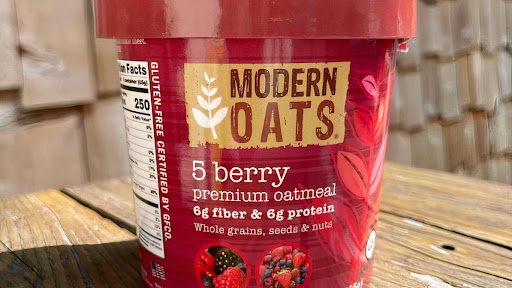 MODERN
OATS
5 berry
premium oatmeal
6g fiber & 6g protein
Whole grains, seeds & nuts
GLUTEN-FREE CERTIFIED BY GFCO.
Facts
250